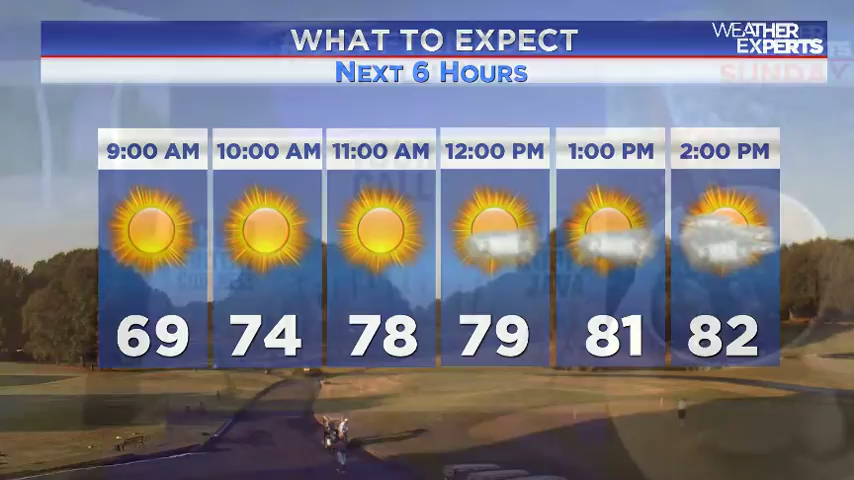 WHAT TO EXPECT
WEATHER
EXPERTS
NEXT 6 HOURS
SUNDAY
9:00 AM 10:00 AM 11:00 AM 12:00 PM 1:00 PM 2:00 PM
69 74 78 79 81 82